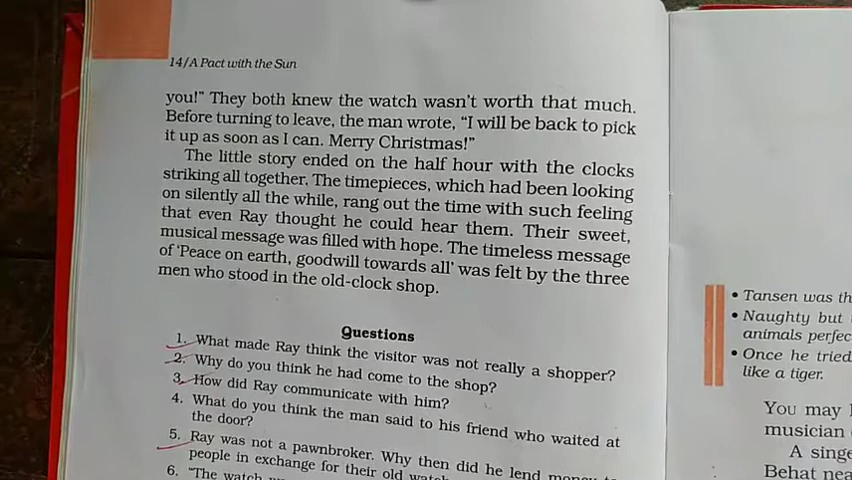 14/A Pact with the Sun
you!” They both knew the watch wasn’t worth that much.
Before turning to leave, the man wrote, “I will be back to pick
it up as soon as I can. Merry Christmas!”
The little story ended on the half hour with the clocks
striking all together. The timepieces, which had been looking
on silently all the while, rang out the time with such feeling
that even Ray thought he could hear them. Their sweet,
musical message was filled with hope. The timeless message
of ‘Peace on earth, goodwill towards all’ was felt by the three
men who stood in the old-clock shop.
Questions
1. What made Ray think the visitor was not really a shopper?
2. Why do you think he had come to the shop?
3. How did Ray communicate with him?
4. What do you think the man said to his friend who waited at
the door?
5. Ray was not a pawnbroker. Why then did he lend money to
people in exchange for their old
6. “The watch
• Tansen was
• Naughty but
animals
• Once he tried
like a tiger.
YOU may
musician
A
Behat